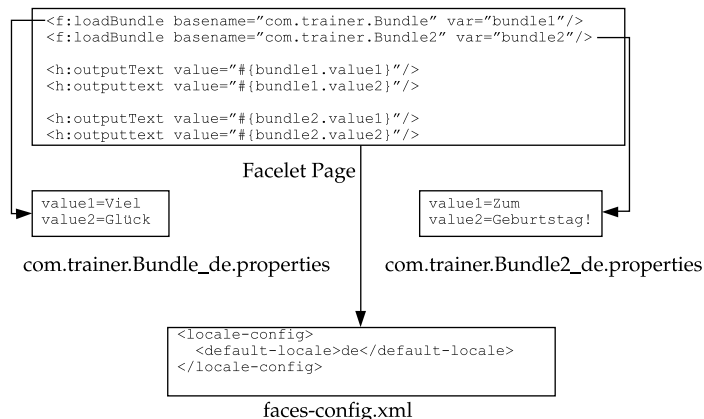 <f:loadBundle basename=”com.trainer.Bundle” var=”bundle1”/>
<f:loadBundle basename=”com.trainer.Bundle2” var=”bundle2”/>
<h:outputText value=”#{bundle1.value1}”/>
<h:outputtext value=”#{bundle1.value2}”/>
<h:outputText value=”#{bundle2.value1}”/>
<h:outputtext value=”#{bundle2.value2}”/>
Facelet Page
value1=Viel
value2=Glück
com.trainer.Bundle_de.properties
value1=Zum
value2=Geburtstag!
com.trainer.Bundle2_de.properties
<locale-config>
<default-locale>de</default-locale>
</locale-config>
faces-config.xml